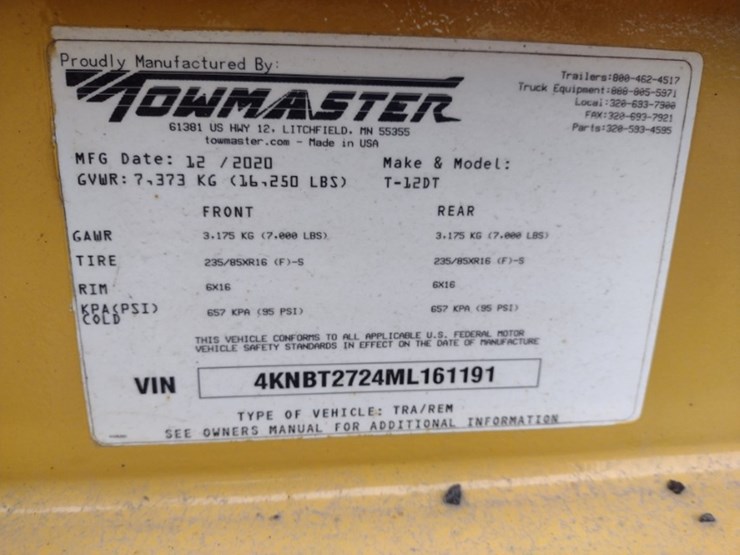 Proudly Manufactured By:
TOWMASTER
61381 US HWY 12, LITCHFIELD, MN 55355
towmaster.com - Made in USA
Trailers:800-462-4517
Truck Equipment:888-805-5971
Local:320-693-7900
FAX:320-693-7921
Parts:320-593-4595
MFG Date: 12 /2020
Make & Model:
GVWR: 7,373 KG (16,250 LBS)
T-12DT
FRONT REAR
GAWR 3,175 KG (7,000 LBS) 3,175 KG (7,000 LBS)
TIRE 235/85XR16 (F)-S 235/85XR16 (F)-S
RIM 6X16 6X16
KPA(PSI) 657 KPA (95 PSI) 657 KPA (95 PSI)
COLD
THIS VEHICLE CONFORMS TO ALL APPLICABLE U.S. FEDERAL MOTOR
VEHICLE SAFETY STANDARDS IN EFFECT ON THE DATE OF MANUFACTURE
VIN 4KNBT2724ML161191
TYPE OF VEHICLE: TRA/REM
SEE OWNERS MANUAL FOR ADDITIONAL INFORMATION